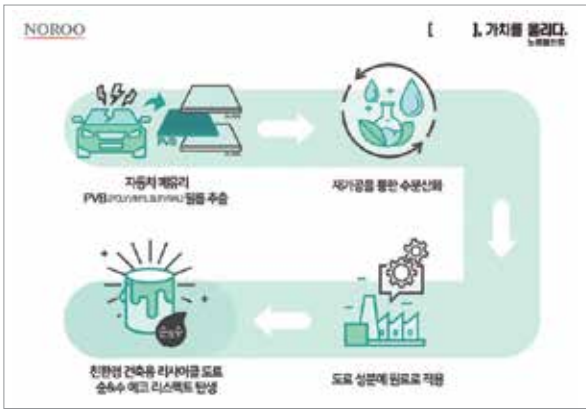 NOROO
[ ], 가치를 올리다.
노루페인트
PVB
자동차 폐유리
PVB(POLYVINYL BUTYRAL) 필름 추출
재가공을 통한 수분산화
순&수
친환경 건축용 리사이클 도료
순&수 에코 리스펙트 탄생
도료 성분에 원료로 적용